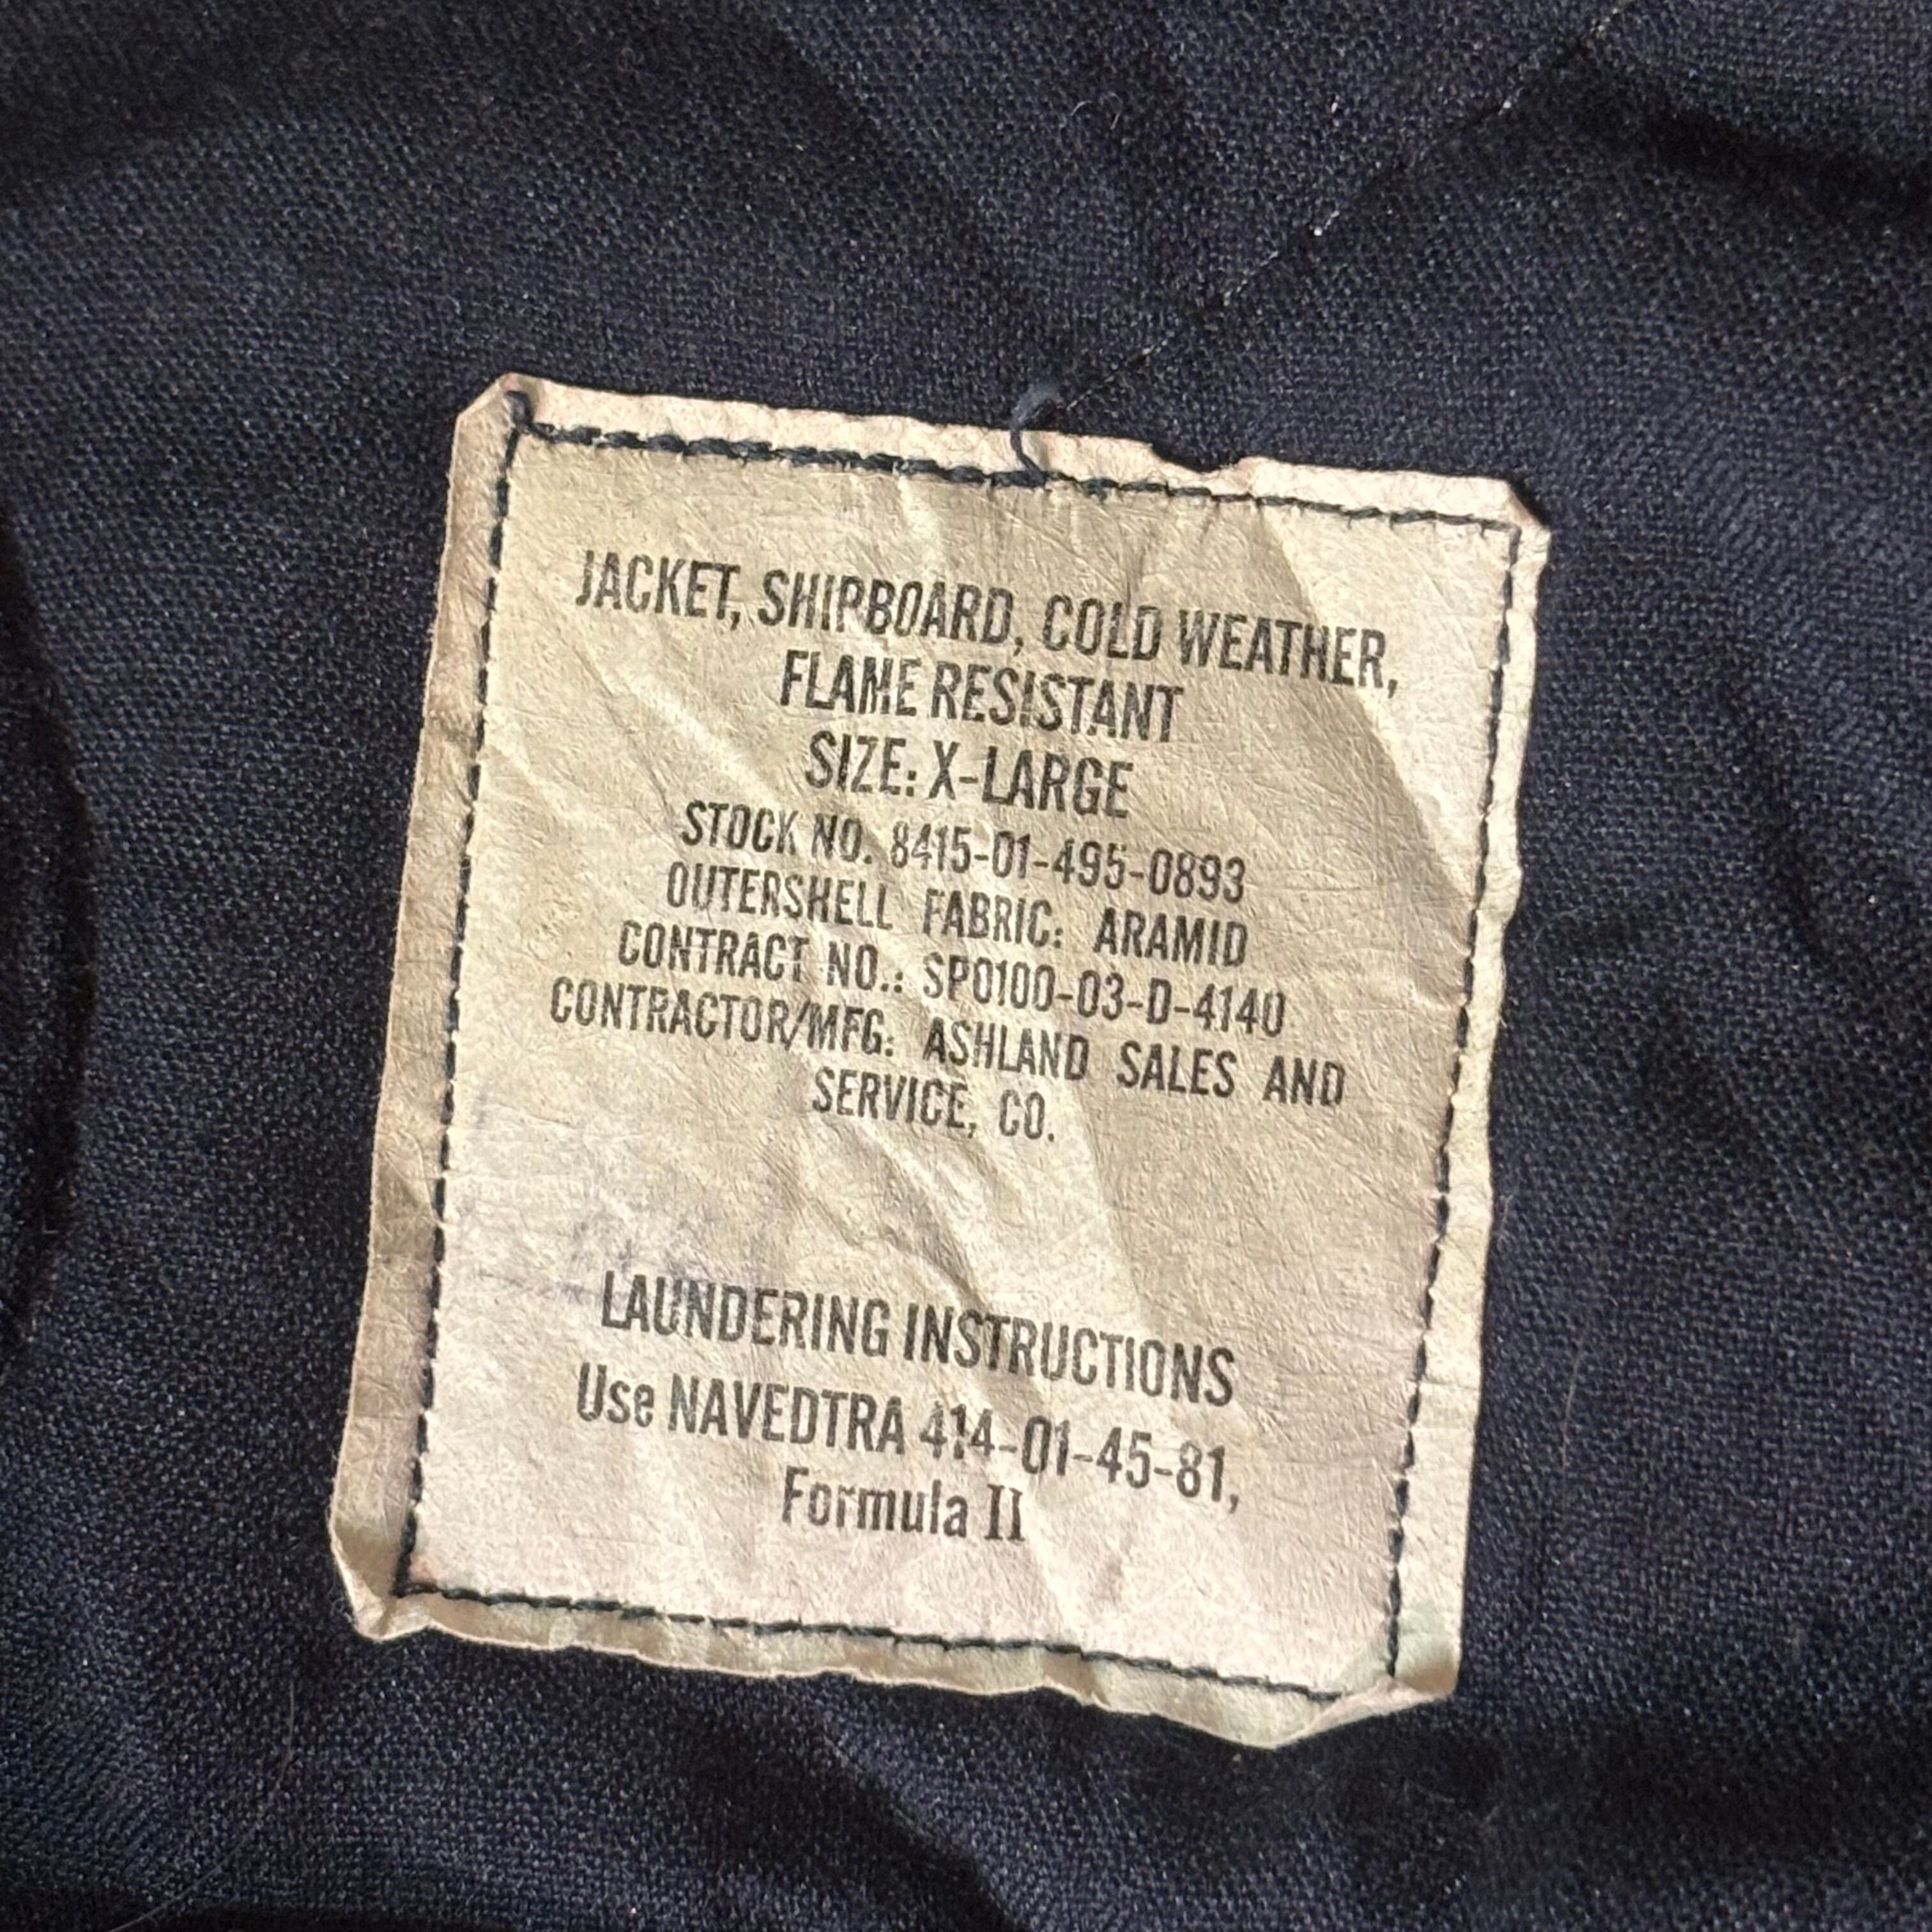 JACKET, SHIPBOARD, COLD WEATHER,
FLAME RESISTANT
SIZE: X-LARGE
STOCK NO. 8415-01-495-0893
OUTERSHELL FABRIC: ARAMID
CONTRACT NO.: SP0100-03-D-4140
CONTRACTOR/MFG: ASHLAND SALES AND
SERVICE, CO.
LAUNDERING INSTRUCTIONS
Use NAVEDTRA 414-01-45-81,
Formula II